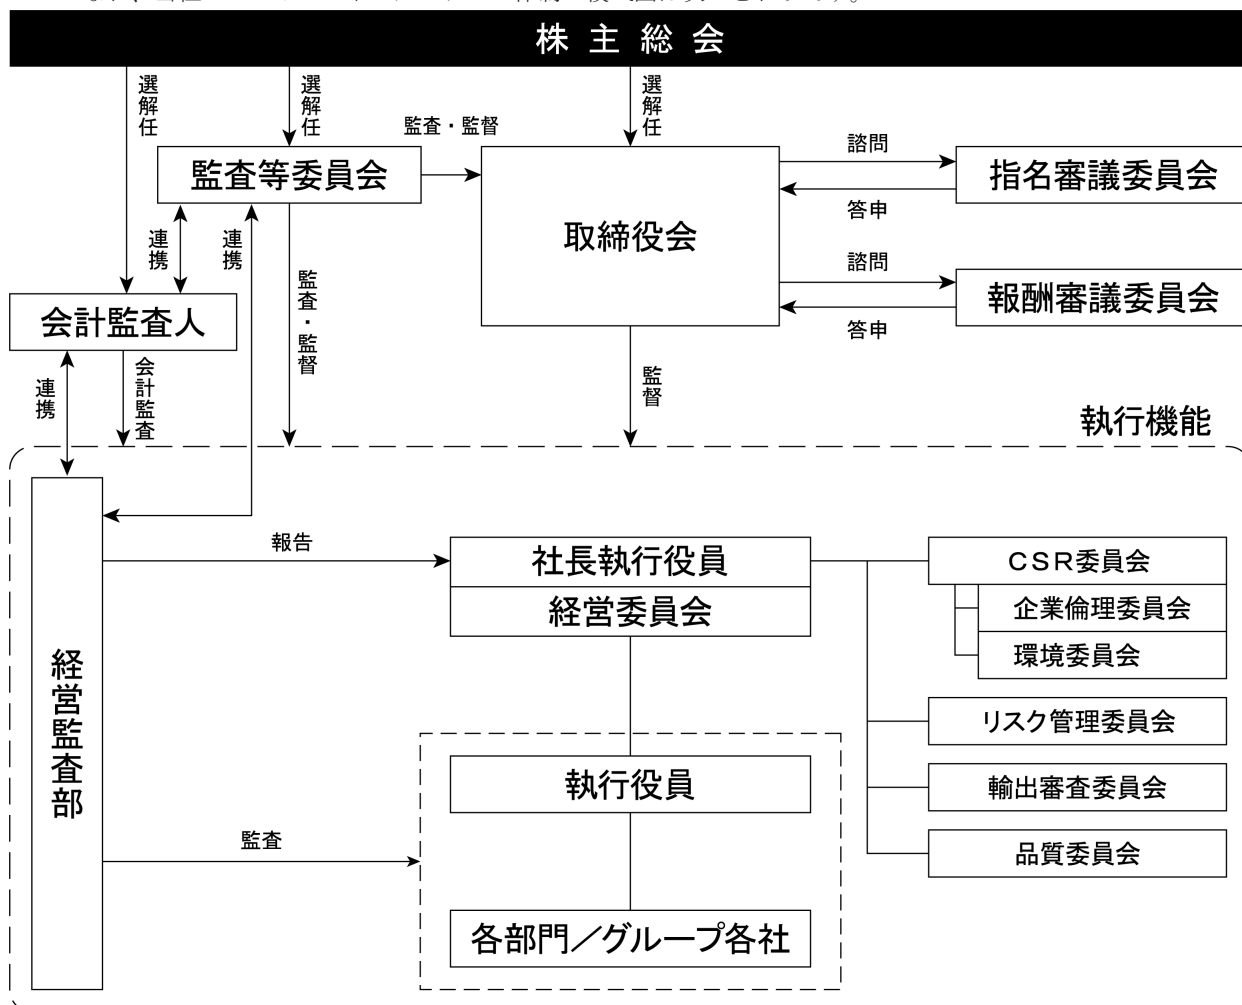 株主総会
選解任
選解任
選解任
監査・監督
監査等委員会
取締役会
諮問
指名審議委員会
答申
諮問
報酬審議委員会
答申
連携
連携
会計監査人
監査・監督
連携
会計監査
監督
執行機能
経営監査部
報告
社長執行役員
経営委員会
CSR委員会
企業倫理委員会
環境委員会
リスク管理委員会
執行役員
輸出審査委員会
監査
品質委員会
各部門／グループ各社